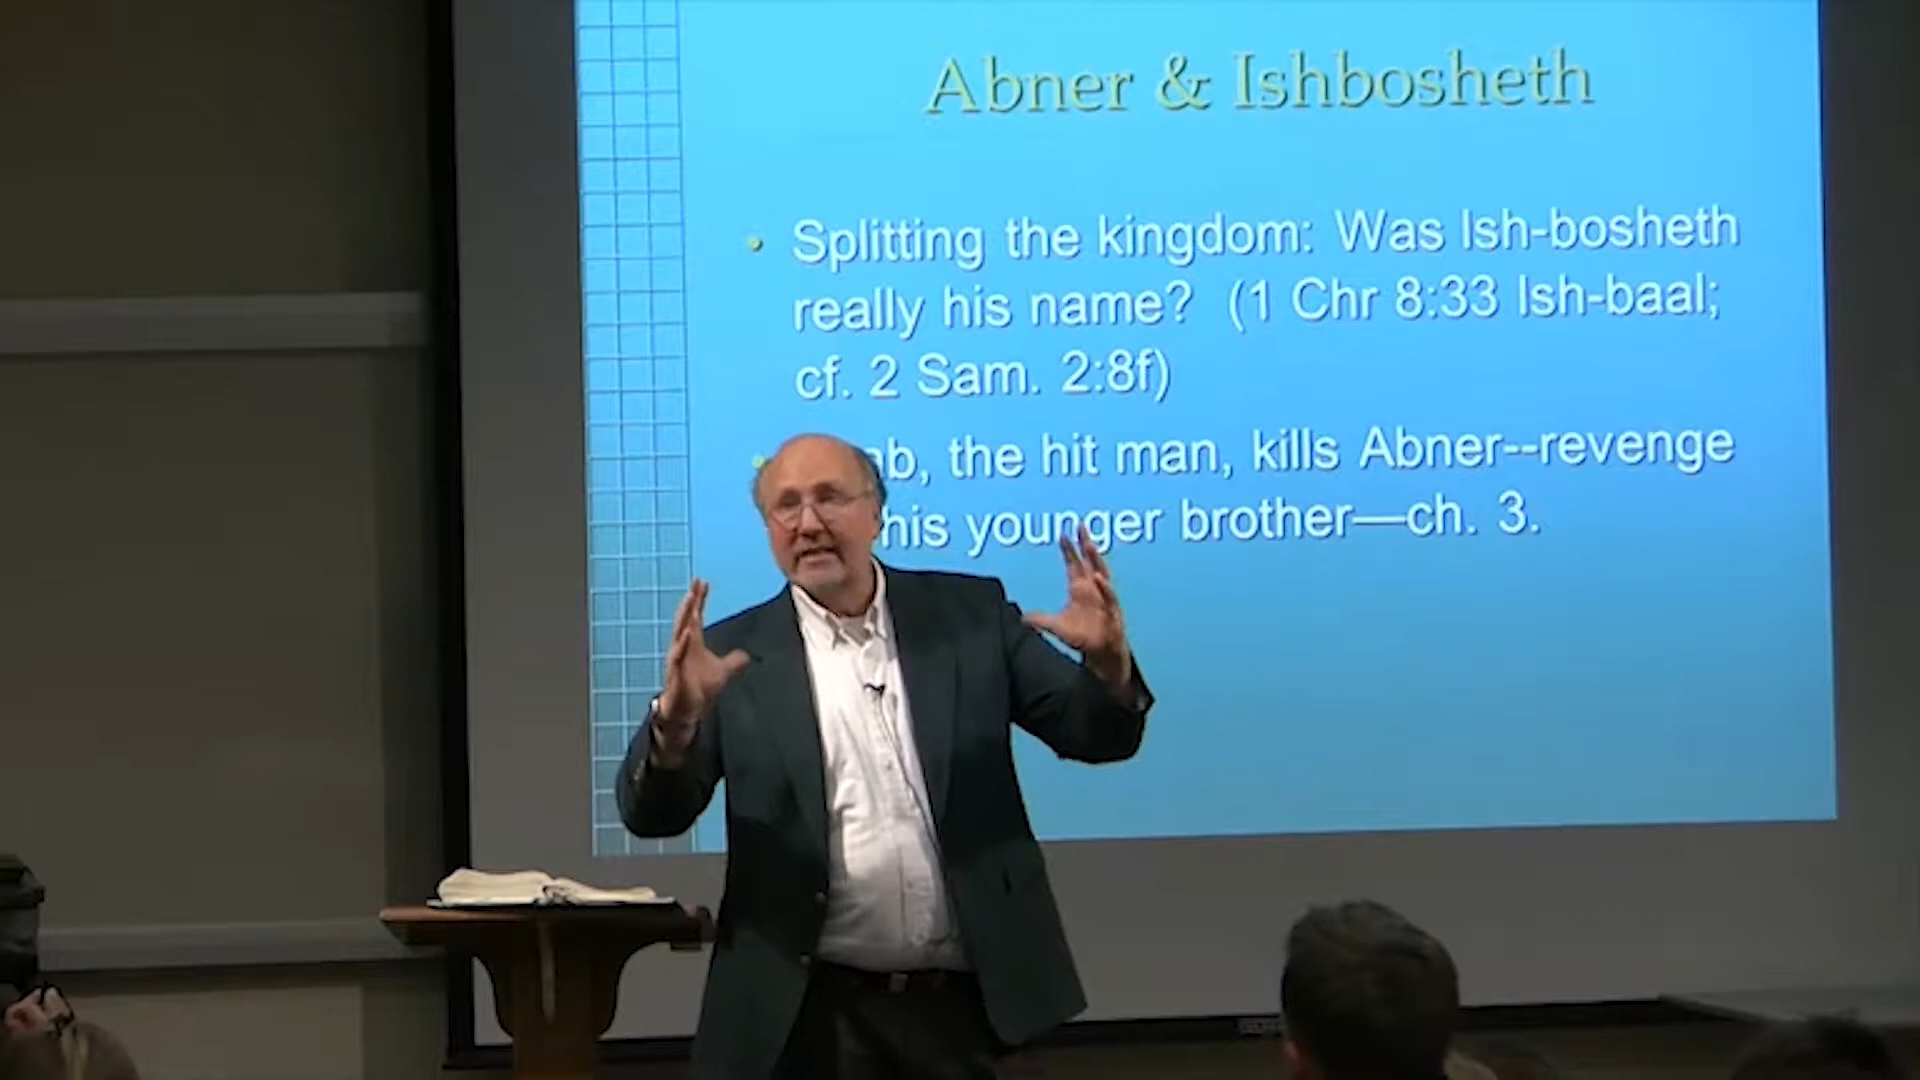 Abner & Ishbosheth
• Splitting the kingdom: Was Ish-bosheth
really his name? (1 Chr 8:33 Ish-baal;
cf. 2 Sam. 2:8f)
• ab, the hit man, kills Abner--revenge
his younger brother—ch. 3.